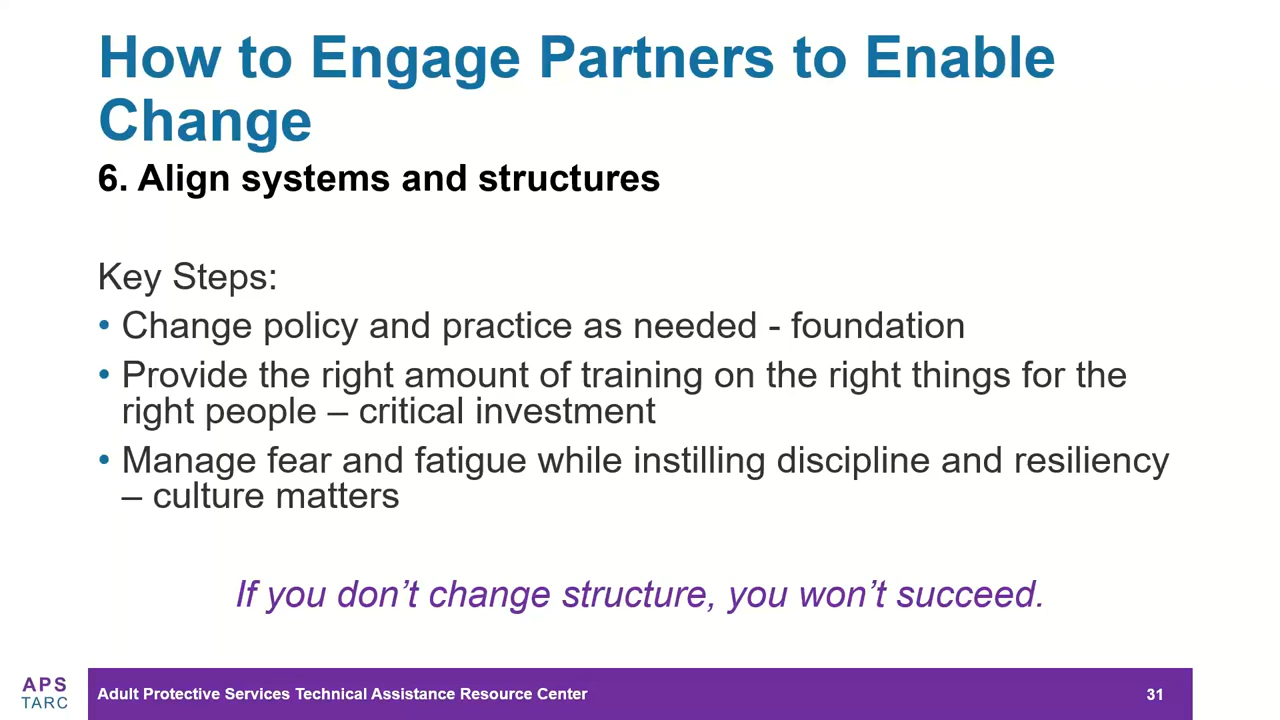 How to Engage Partners to Enable
Change
6. Align systems and structures
Key Steps:
• Change policy and practice as needed - foundation
• Provide the right amount of training on the right things for the
right people – critical investment
• Manage fear and fatigue while instilling discipline and resiliency
– culture matters
If you don’t change structure, you won’t succeed.
APS
TARC
Adult Protective Services Technical Assistance Resource Center
31